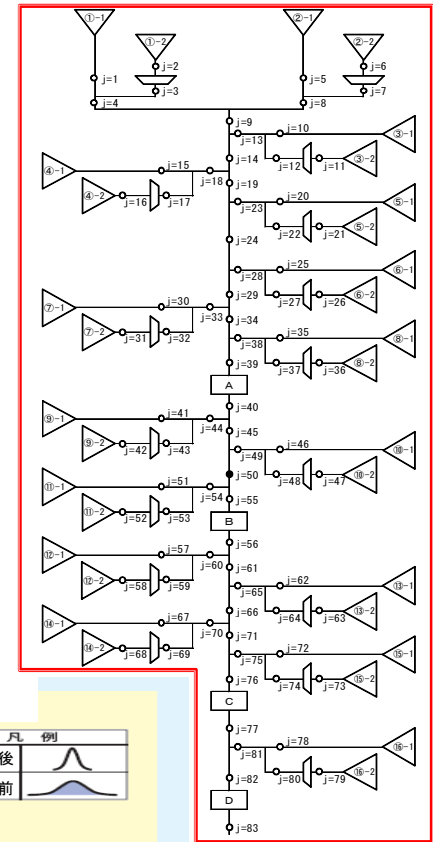 ①-1
②-1
①-2
②-2
j=2
j=6
j=1
j=3
j=5
j=7
j=4
j=8
j=9
j=10
③-1
j=13
j=14
j=12
j=11
③-2
④-1
j=15
j=18
④-2
j=16
j=17
j=19
j=20
⑤-1
j=23
j=22
j=21
⑤-2
j=24
j=25
⑥-1
j=28
j=29
j=27
j=26
⑥-2
⑦-1
j=30
j=33
⑦-2
j=31
j=32
j=34
j=35
⑧-1
j=38
j=39
j=37
j=36
⑧-2
A
j=40
⑨-1
j=41
j=44
⑨-2
j=42
j=43
j=45
j=46
⑩-1
j=49
j=48
j=47
⑩-2
j=50
⑪-1
j=51
j=54
⑪-2
j=52
j=53
j=55
B
j=56
⑫-1
j=57
j=60
⑫-2
j=58
j=59
j=61
j=62
⑬-1
j=65
j=64
j=63
⑬-2
j=66
⑭-1
j=67
j=70
⑭-2
j=68
j=69
j=71
j=72
⑮-1
j=75
j=76
j=74
j=73
⑮-2
C
j=77
j=78
⑯-1
j=81
j=82
j=80
j=79
⑯-2
D
j=83
凡 例
後
前